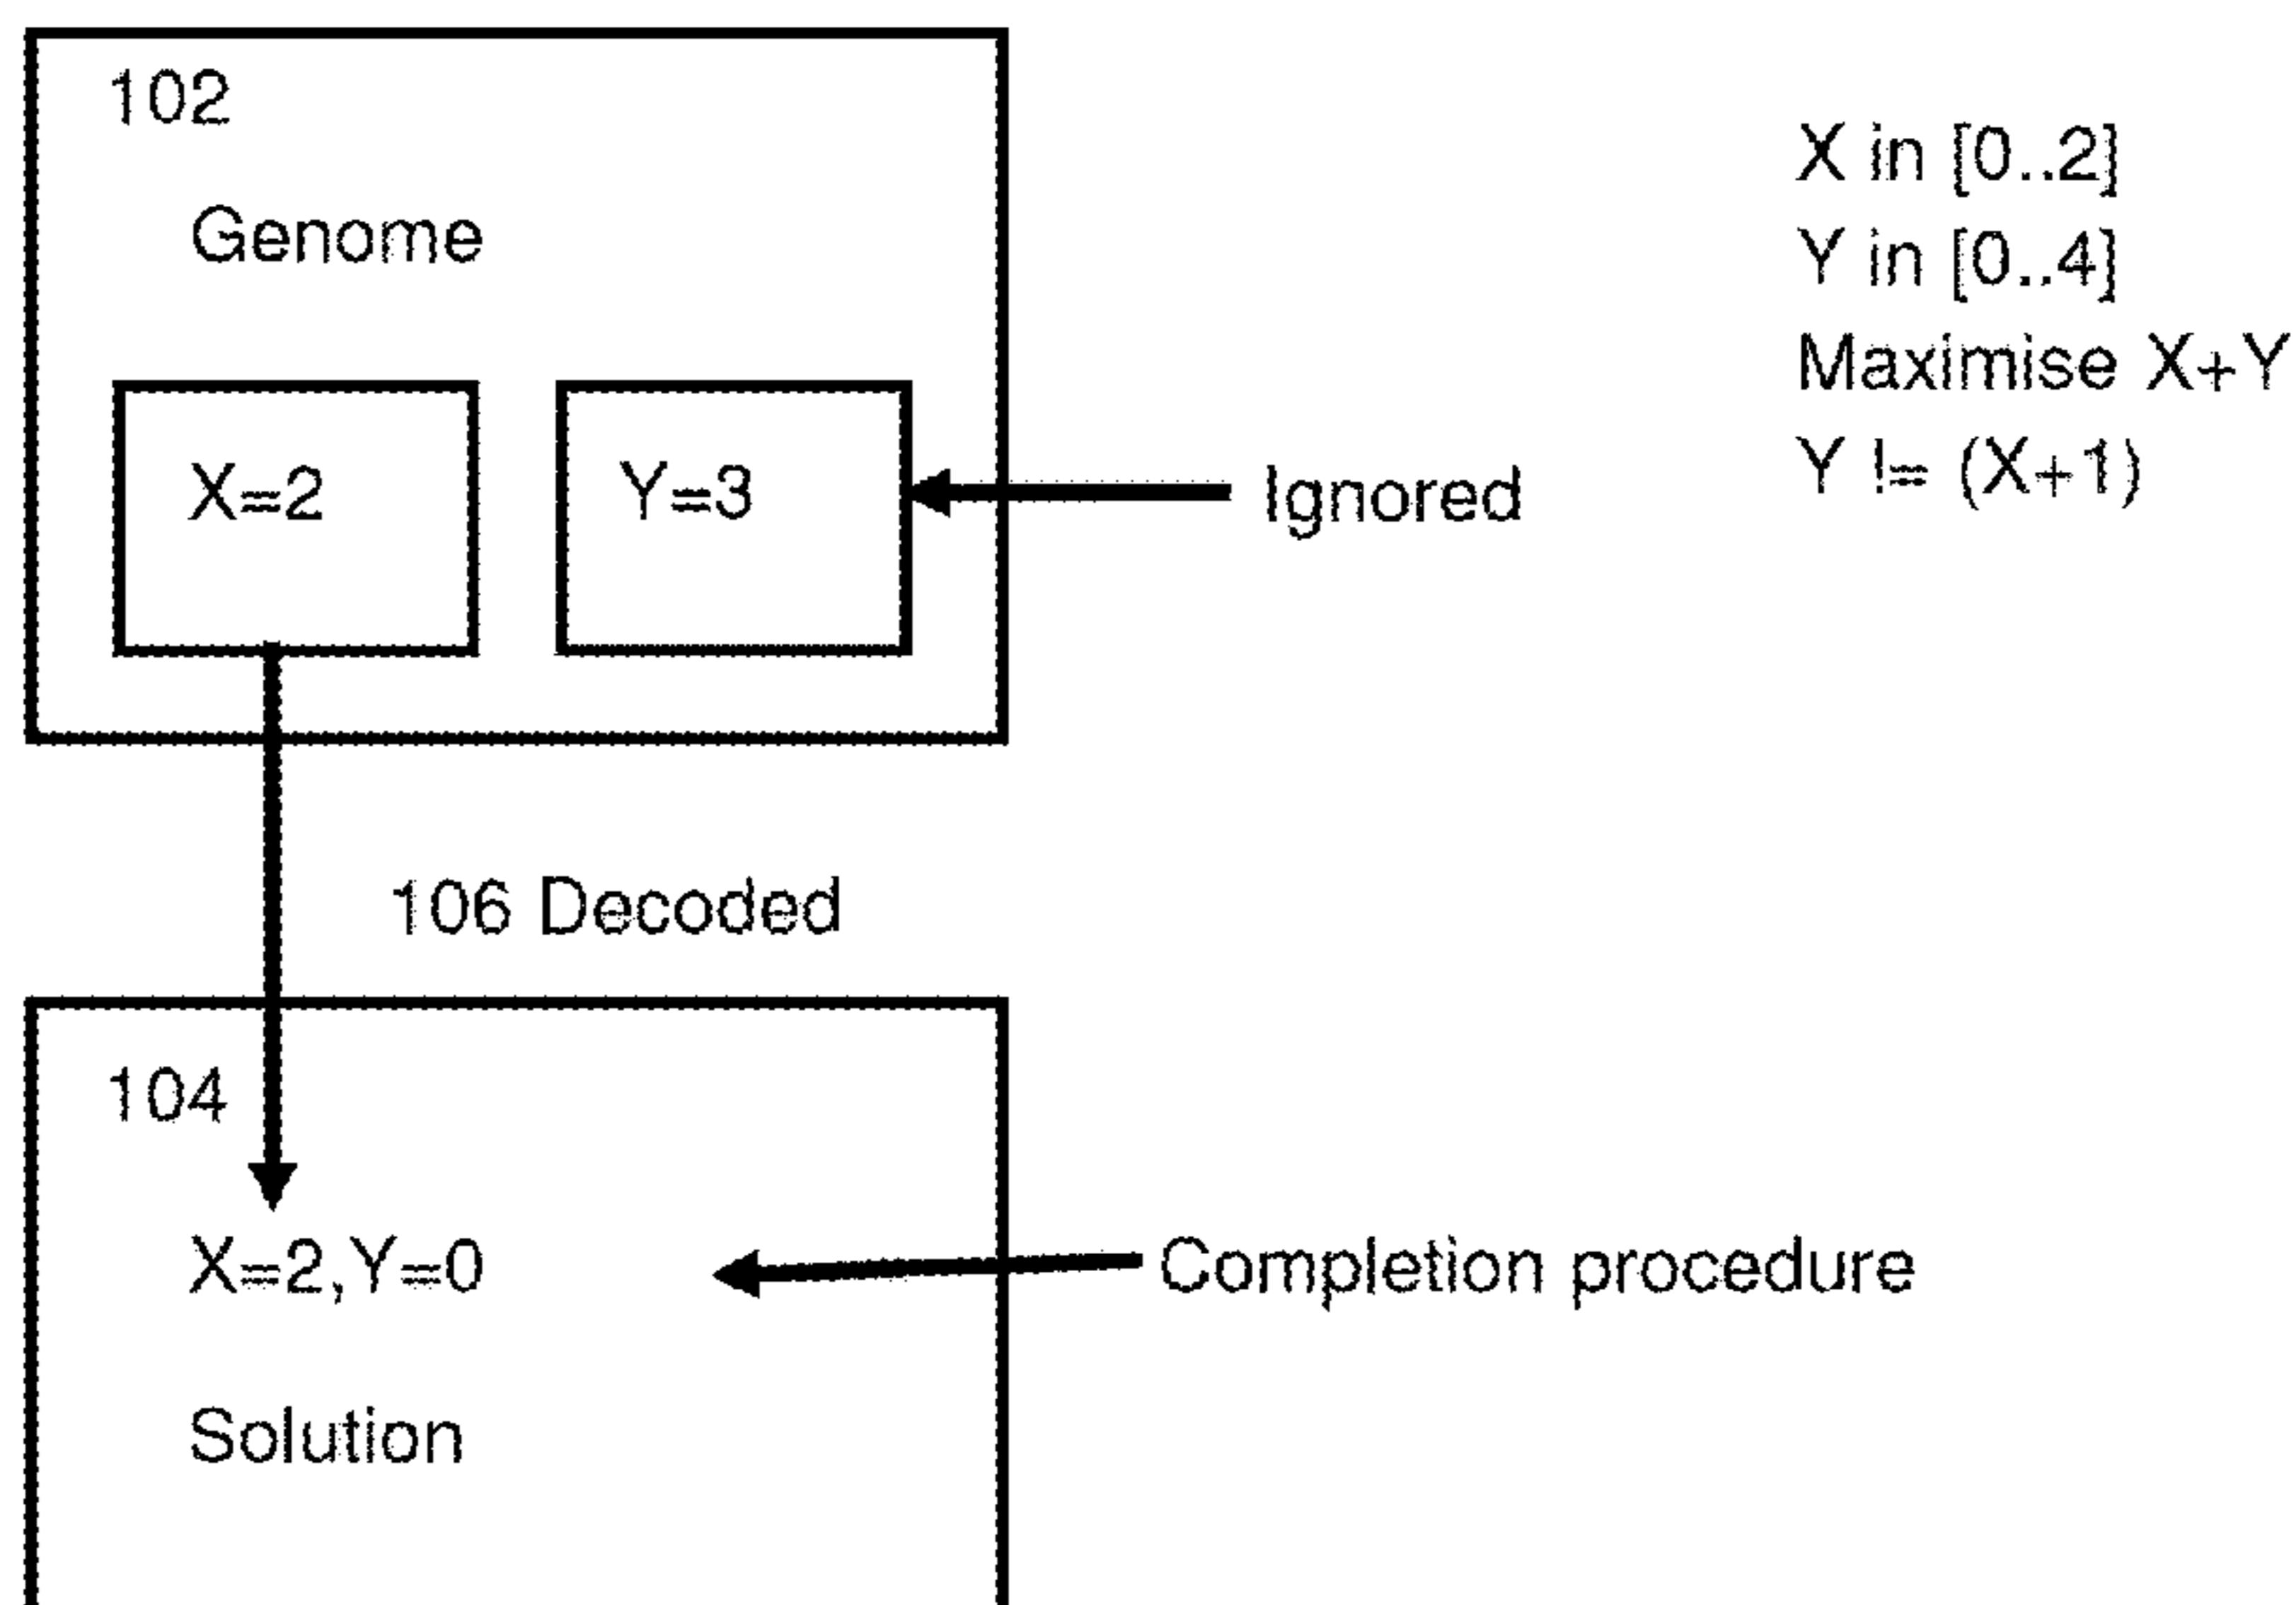 102
Genome
X=2
Y=3
Ignored
X in [0..2]
Y in [0..4]
Maximise X+Y
Y != (X+1)
106 Decoded
104
X=2,Y=0
Completion procedure
Solution